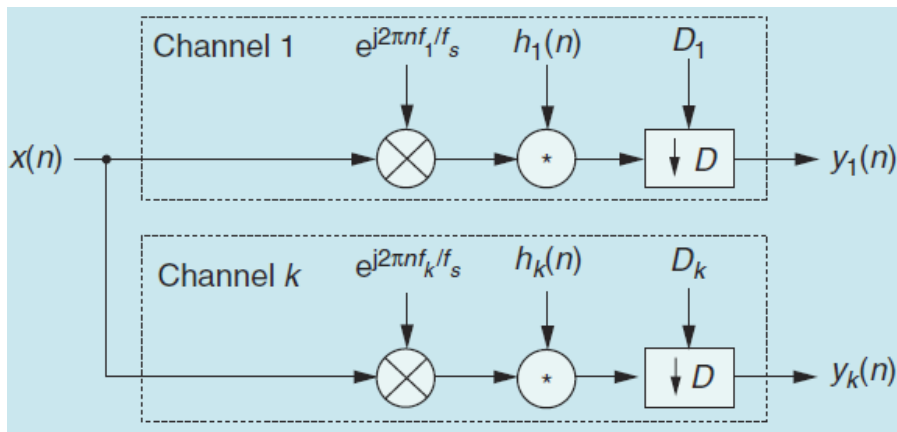 Channel 1 e^{j2πnf_1/f_s} h_1(n) D_1
x(n) * ↓ D y_1(n)
Channel k e^{j2πnf_k/f_s} h_k(n) D_k
* ↓ D y_k(n)